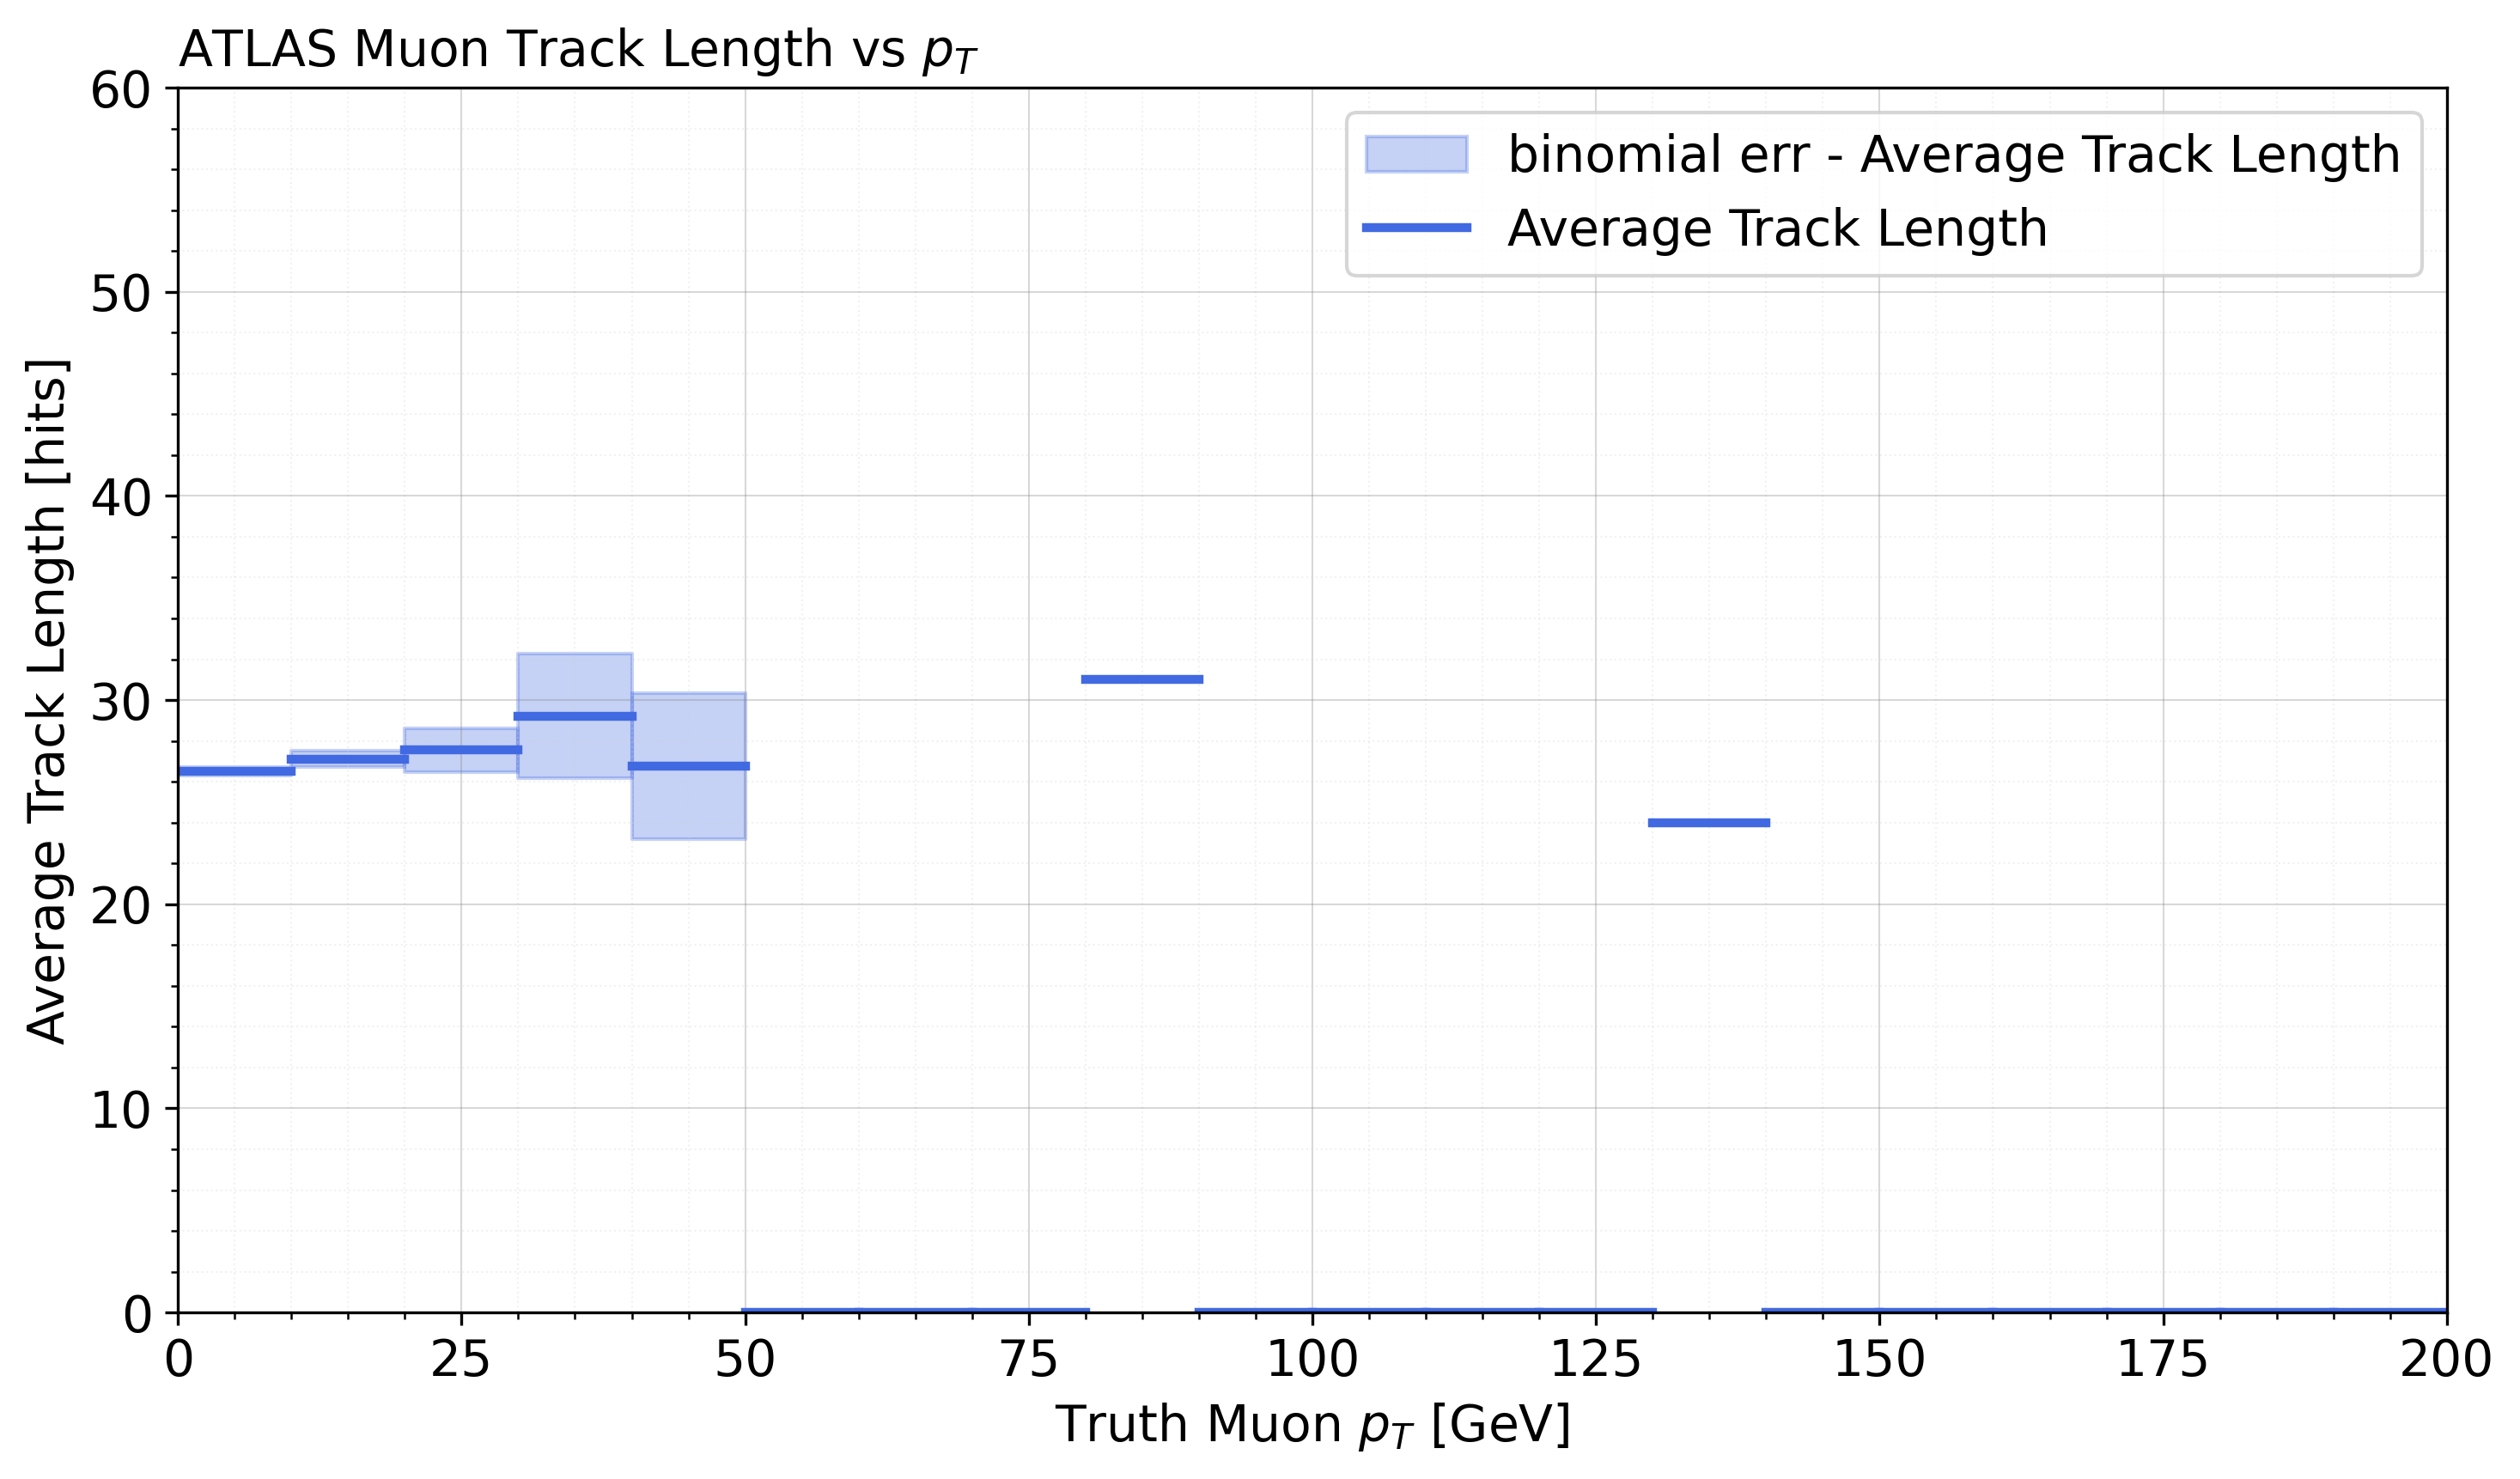 ATLAS Muon Track Length vs p_T
binomial err - Average Track Length
Average Track Length
Average Track Length [hits]
60
50
40
30
20
10
0
0 25 50 75 100 125 150 175 200
Truth Muon p_T [GeV]